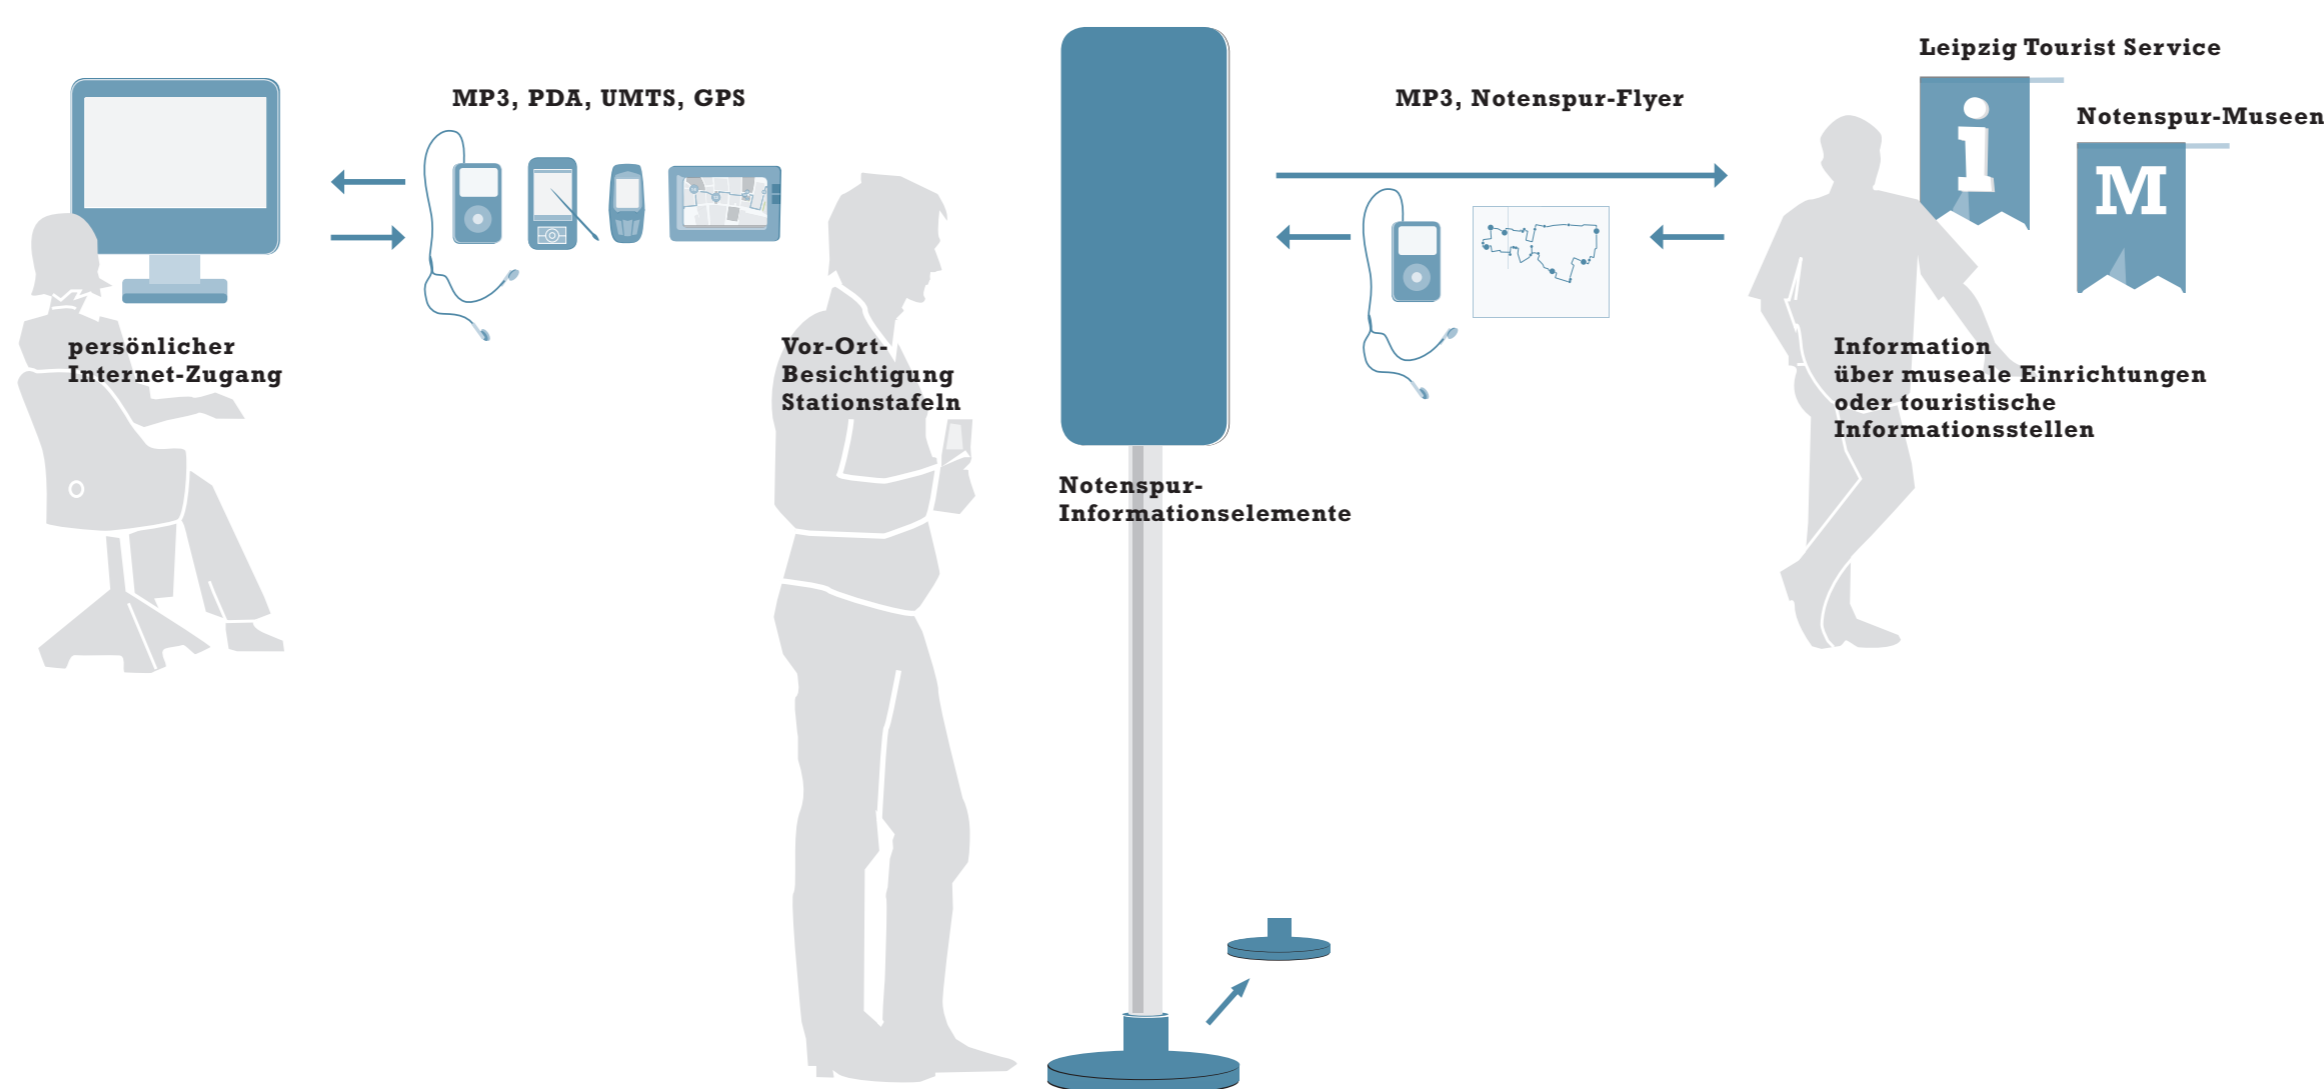 Leipzig Tourist Service
MP3, PDA, UMTS, GPS
MP3, Notenspur-Flyer
i
Notenspur-Museen
M
persönlicher
Internet-Zugang
Vor-Ort-
Besichtigung
Stationstafeln
Notenspur-
Informationselemente
Information
über museale Einrichtungen
oder touristische
Informationsstellen